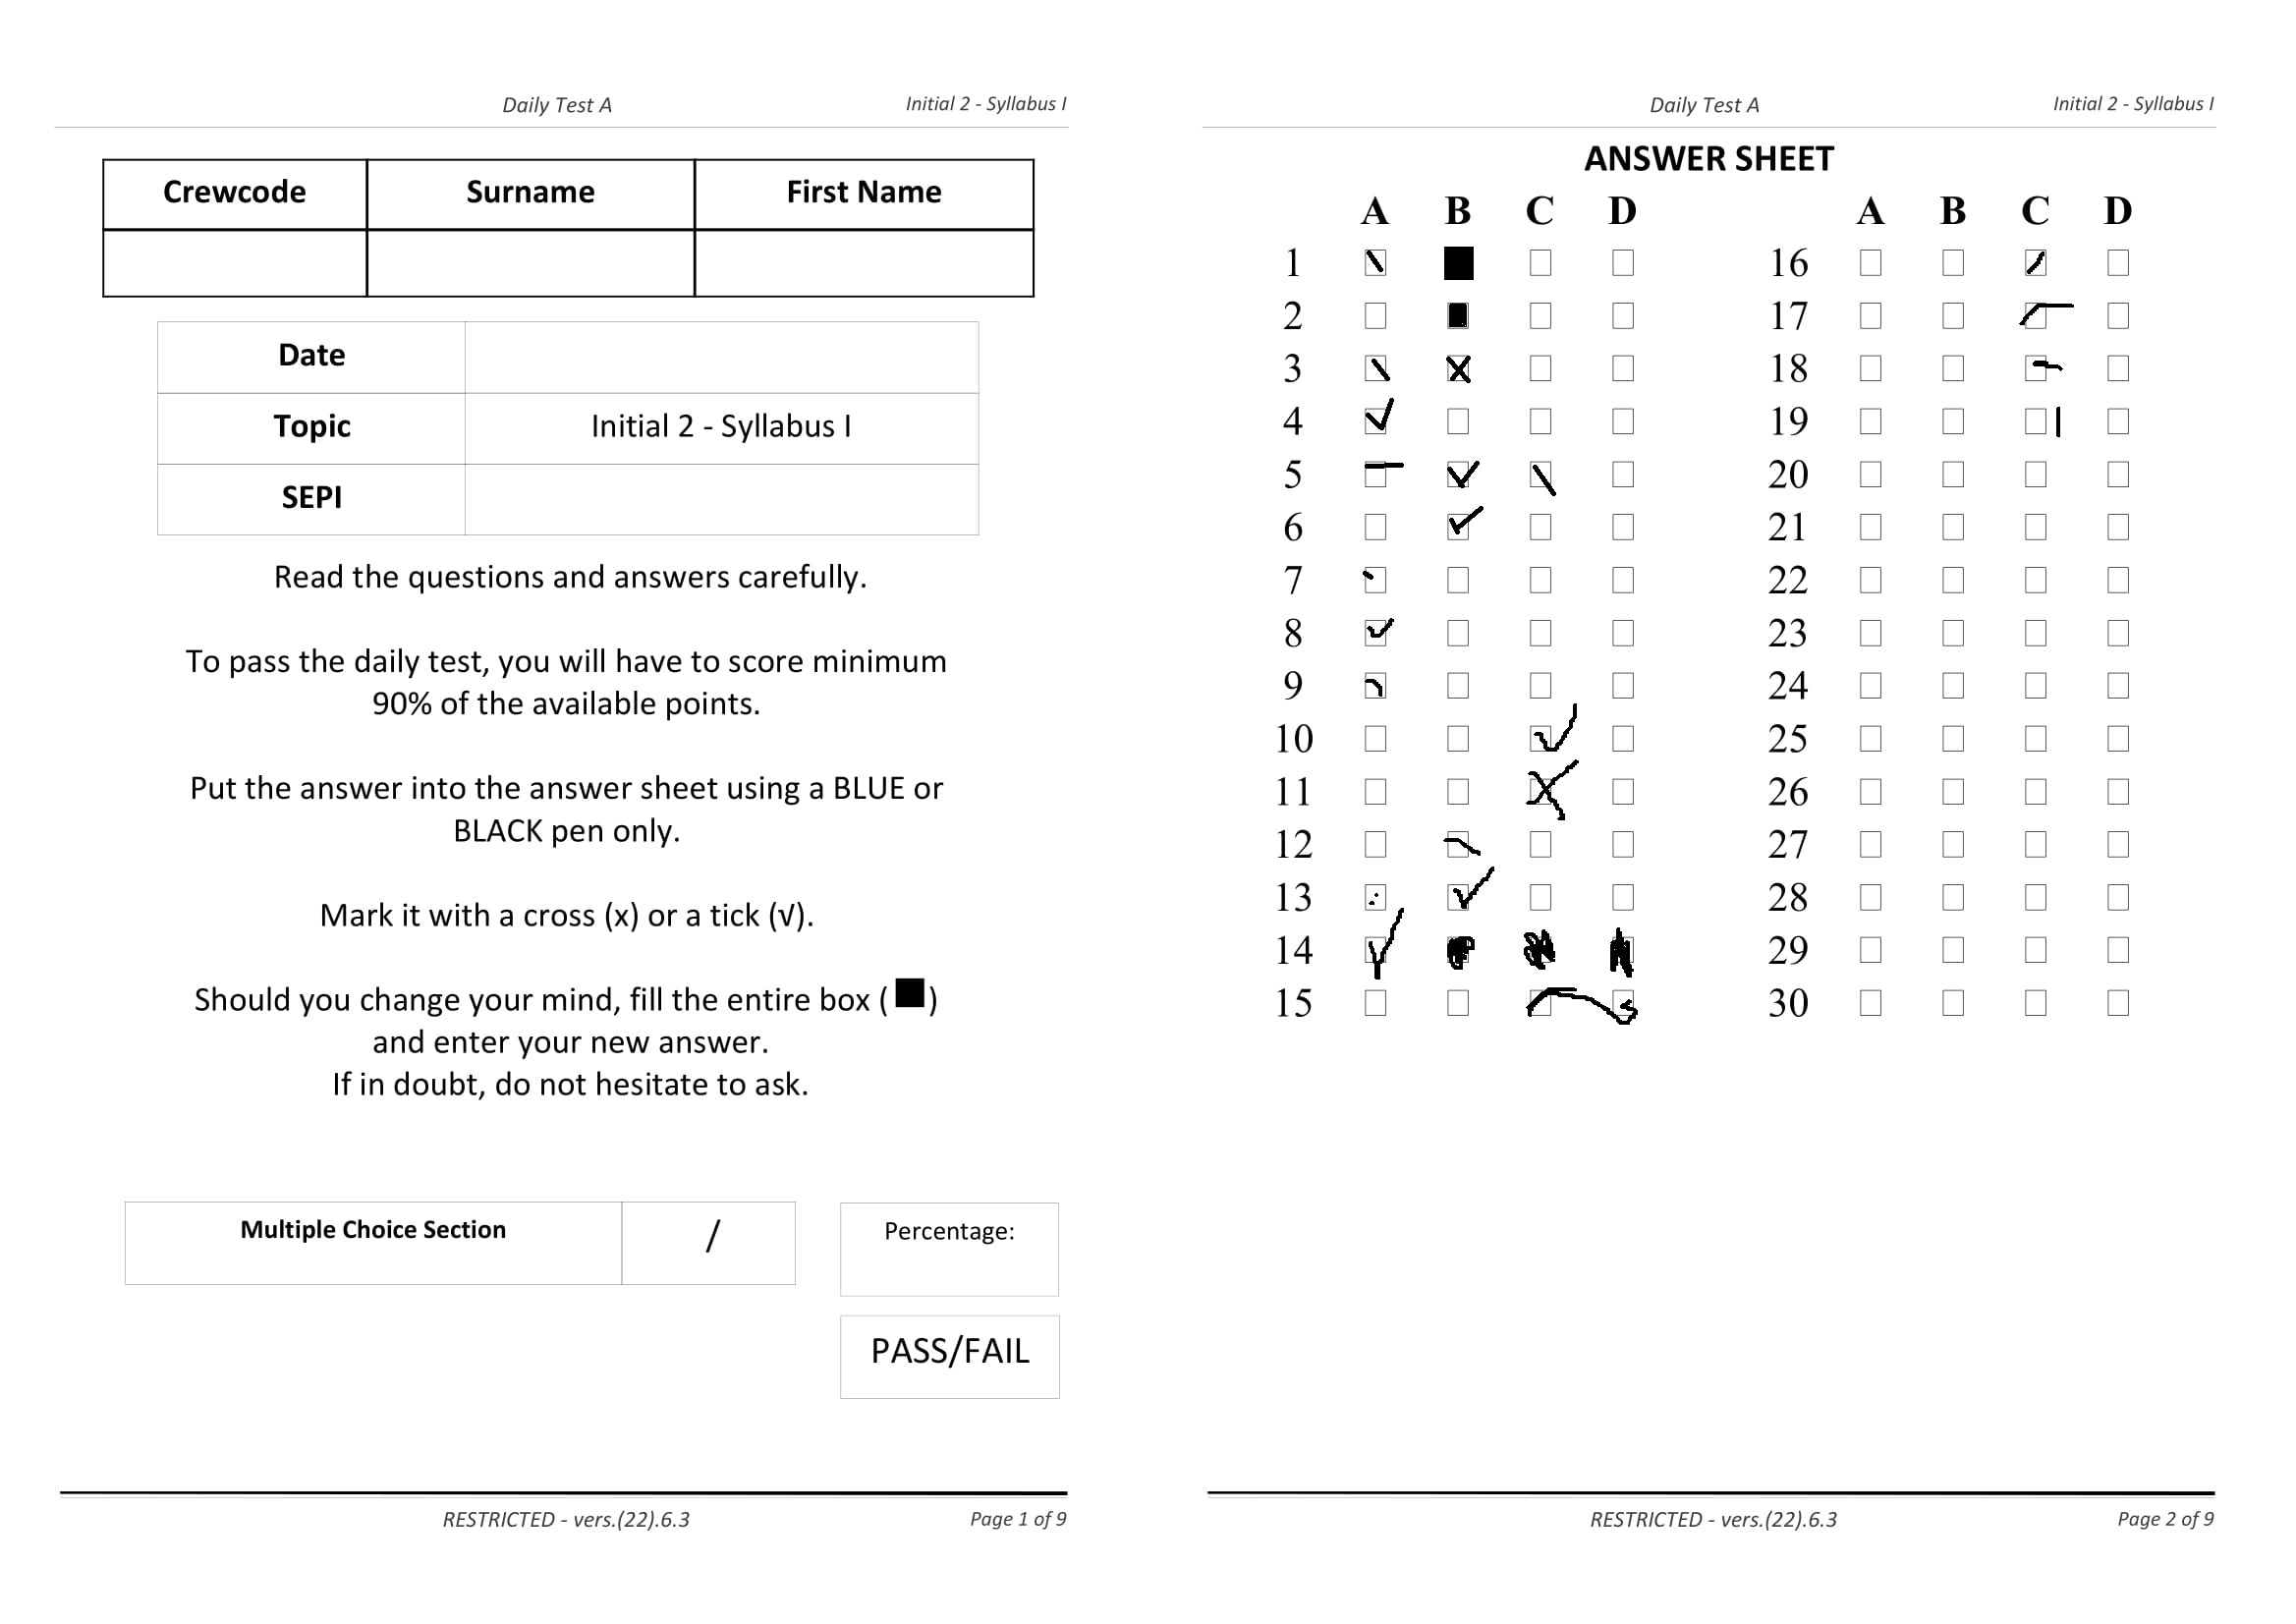 Daily Test A
Initial 2 - Syllabus I
Crewcode Surname First Name
Date
Topic Initial 2 - Syllabus I
SEPI
Read the questions and answers carefully.
To pass the daily test, you will have to score minimum
90% of the available points.
Put the answer into the answer sheet using a BLUE or
BLACK pen only.
Mark it with a cross (x) or a tick (√).
Should you change your mind, fill the entire box (■)
and enter your new answer.
If in doubt, do not hesitate to ask.
Multiple Choice Section /
Percentage:
PASS/FAIL
RESTRICTED - vers.(22).6.3
Page 1 of 9
Daily Test A
Initial 2 - Syllabus I
ANSWER SHEET
A B C D
1
2
3
4
5
6
7
8
9
10
11
12
13
14
15
A B C D
16
17
18
19
20
21
22
23
24
25
26
27
28
29
30
RESTRICTED - vers.(22).6.3
Page 2 of 9